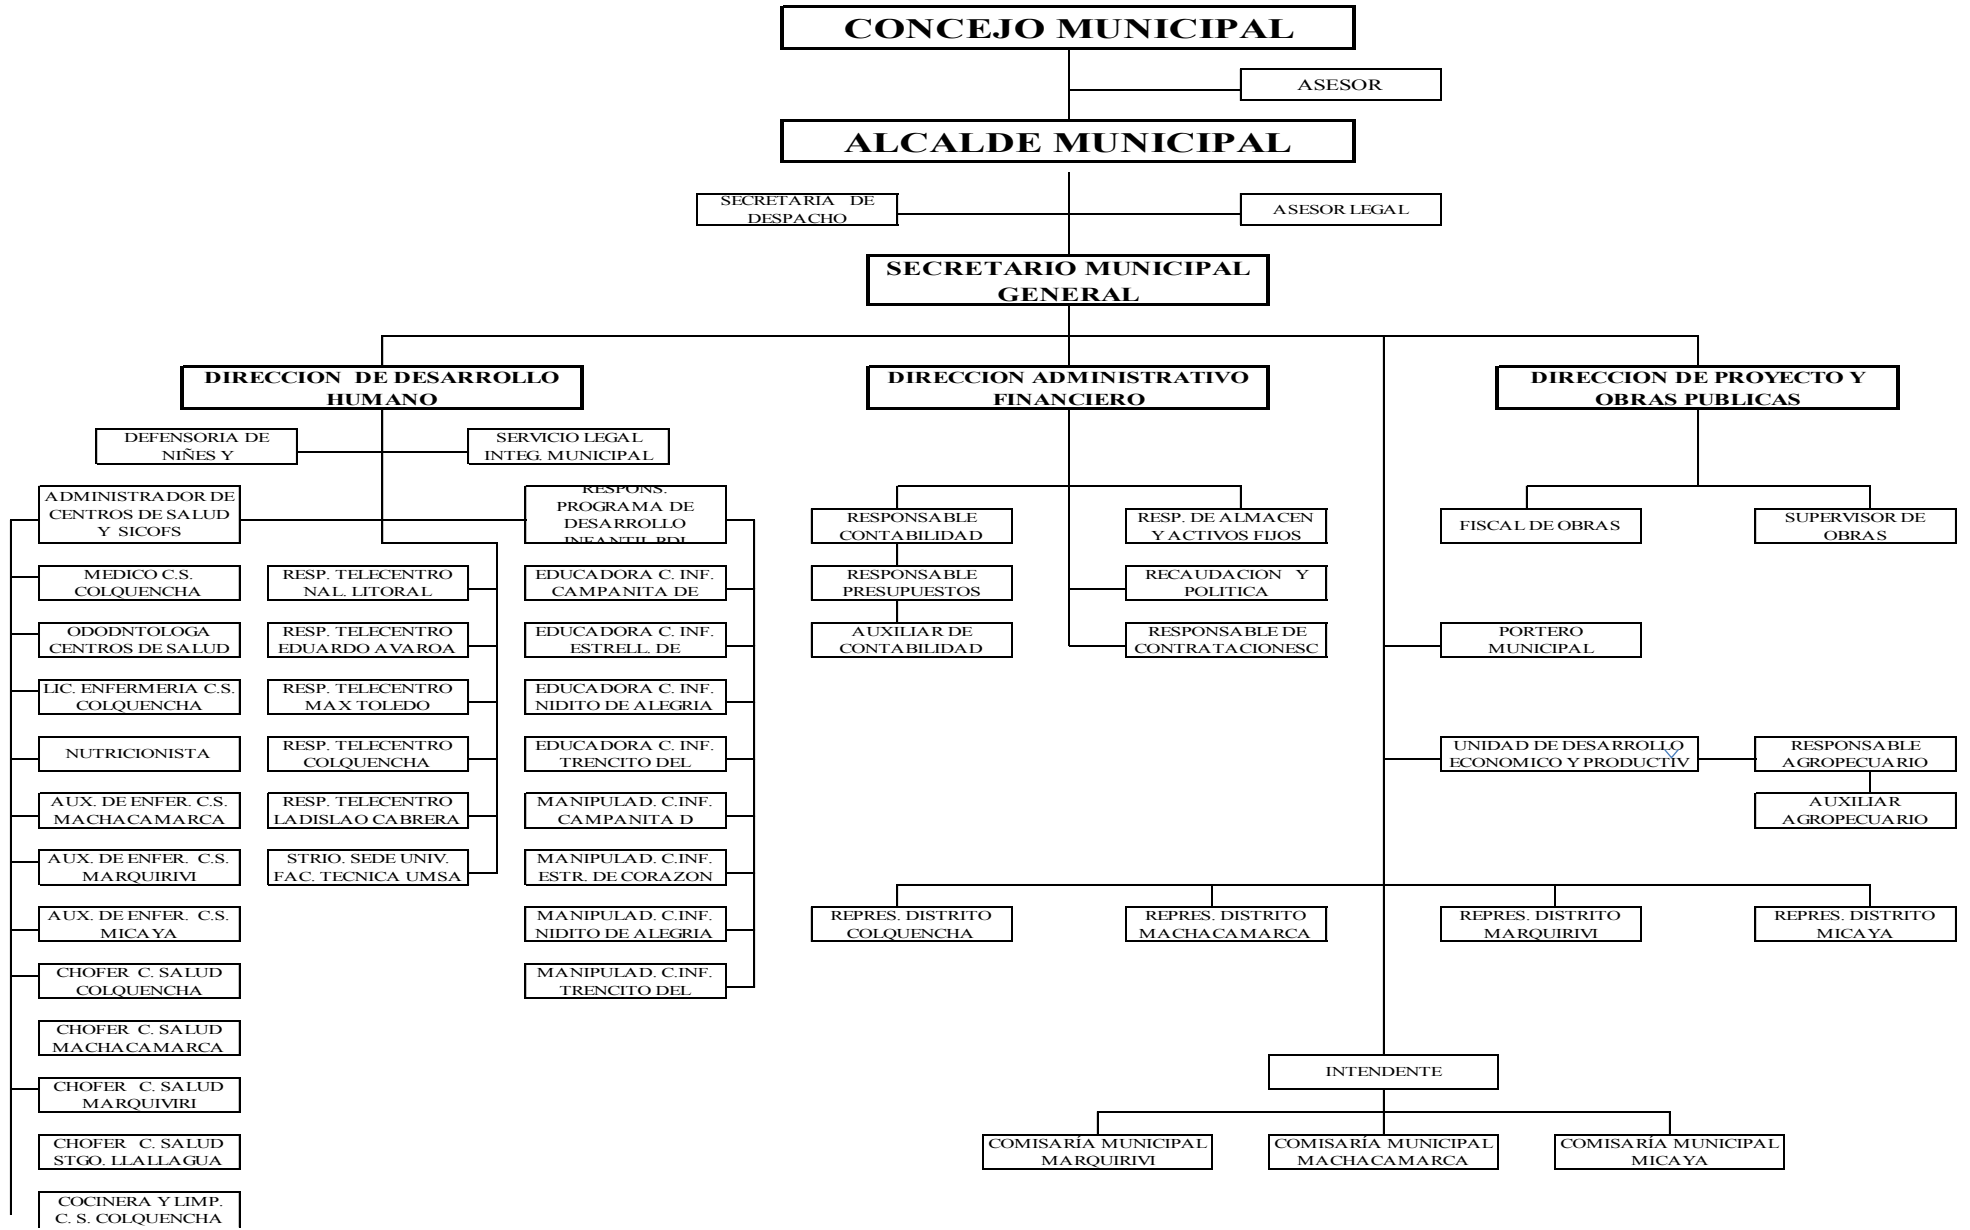 CONCEJO MUNICIPAL
ASESOR
ALCALDE MUNICIPAL
SECRETARIA DE
DESPACHO
ASESOR LEGAL
SECRETARIO MUNICIPAL
GENERAL
DIRECCION DE DESARROLLO
HUMANO
DIRECCION ADMINISTRATIVO
FINANCIERO
DIRECCION DE PROYECTO Y
OBRAS PUBLICAS
DEFENSORIA DE
NIÑES Y
SERVICIO LEGAL
INTEG. MUNICIPAL
ADMINISTRADOR DE
CENTROS DE SALUD
Y SICOFS
RESPONS.
PROGRAMA DE
DESARROLLO
INFANTIL PDI
RESPONSABLE
CONTABILIDAD
RESP. DE ALMACEN
Y ACTIVOS FIJOS
FISCAL DE OBRAS
SUPERVISOR DE
OBRAS
MEDICO C.S.
COLQUENCHA
RESP. TELECENTRO
NAL. LITORAL
EDUCADORA C. INF.
CAMPANITA DE
RESPONSABLE
PRESUPUESTOS
RECAUDACION Y
POLITICA
ODODNTOLOGA
CENTROS DE SALUD
RESP. TELECENTRO
EDUARDO AVAROA
EDUCADORA C. INF.
ESTRELL. DE
AUXILIAR DE
CONTABILIDAD
RESPONSABLE DE
CONTRATACIONESC
PORTERO
MUNICIPAL
LIC. ENFERMERIA C.S.
COLQUENCHA
RESP. TELECENTRO
MAX TOLEDO
EDUCADORA C. INF.
NIDITO DE ALEGRIA
NUTRICIONISTA
RESP. TELECENTRO
COLQUENCHA
EDUCADORA C. INF.
TRENCITO DEL
UNIDAD DE DESARROLLO
ECONOMICO Y PRODUCTIV
RESPONSABLE
AGROPECUARIO
AUX. DE ENFER. C.S.
MACHACAMARCA
RESP. TELECENTRO
LADISLAO CABRERA
MANIPULAD. C.INF.
CAMPANITA D
AUXILIAR
AGROPECUARIO
AUX. DE ENFER. C.S.
MARQUIRIVI
STRIO. SEDE UNIV.
FAC. TECNICA UMSA
MANIPULAD. C.INF.
ESTR. DE CORAZON
AUX. DE ENFER. C.S.
MICAYA
MANIPULAD. C.INF.
NIDITO DE ALEGRIA
REPRES. DISTRITO
COLQUENCHA
REPRES. DISTRITO
MACHACAMARCA
REPRES. DISTRITO
MARQUIRIVI
REPRES. DISTRITO
MICAYA
CHOFER C. SALUD
COLQUENCHA
MANIPULAD. C.INF.
TRENCITO DEL
CHOFER C. SALUD
MACHACAMARCA
INTENDENTE
CHOFER C. SALUD
MARQUIVIRI
CHOFER C. SALUD
STGO. LLALLAGUA
COMISARÍA MUNICIPAL
MARQUIRIVI
COMISARÍA MUNICIPAL
MACHACAMARCA
COMISARÍA MUNICIPAL
MICAYA
COCINERA Y LIMP.
C. S. COLQUENCHA